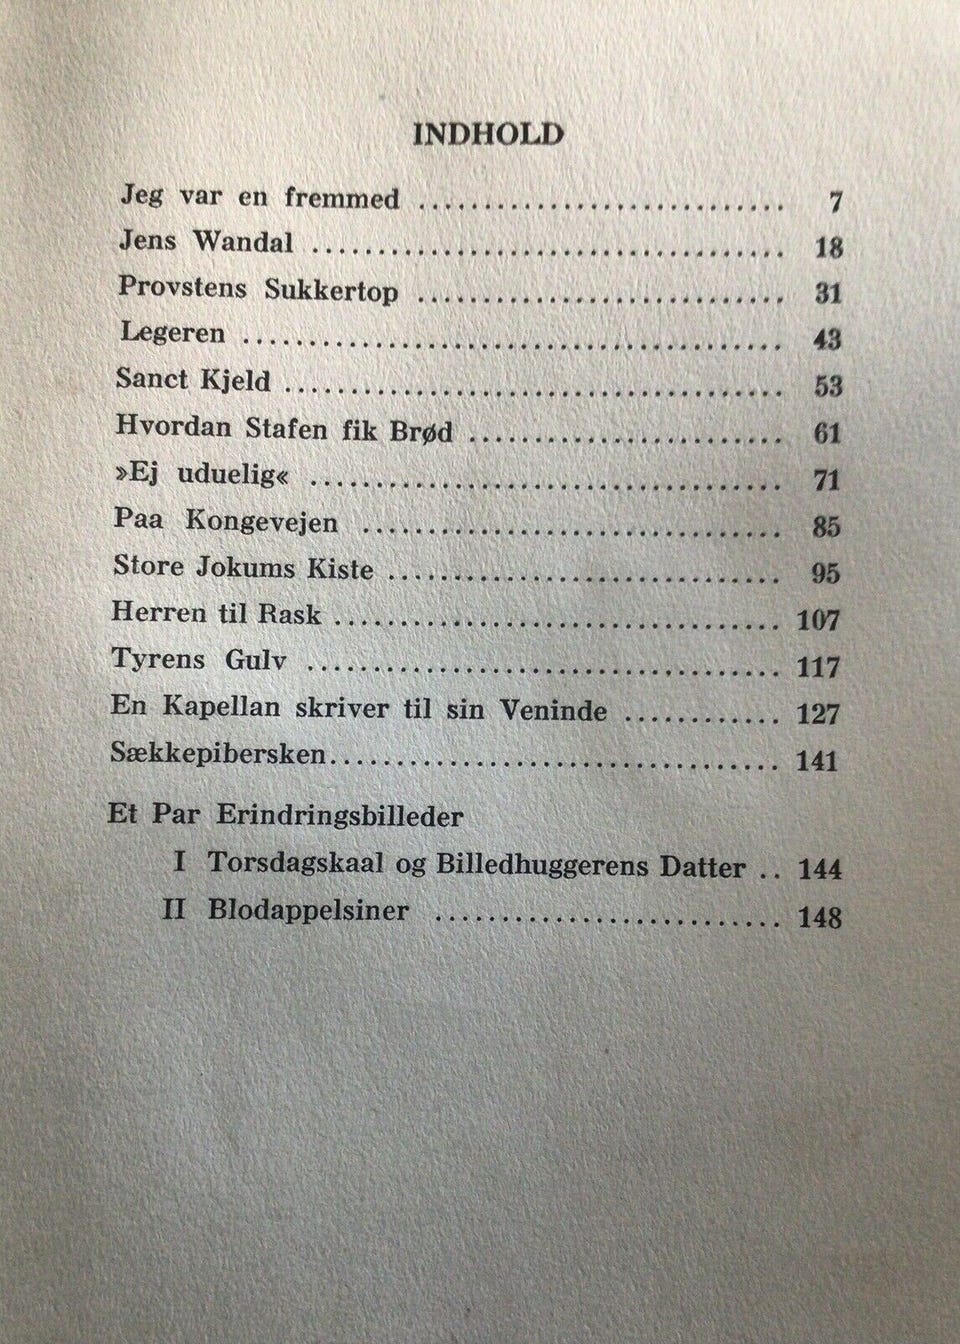 INDHOLD
Jeg var en fremmed ............................ 7
Jens Wandal .................................... 18
Provstens Sukkertop ............................ 31
Legeren ......................................... 43
Sanct Kjeld ...................................... 53
Hvordan Stafen fik Brød ........................ 61
»Ej uduelig« .................................... 71
Paa Kongevejen ................................ 85
Store Jokums Kiste .............................. 95
Herren til Rask .................................. 107
Tyrens Gulv .................................... 117
En Kapellan skriver til sin Veninde ............ 127
Sækkepibersken.................................. 141
Et Par Erindringsbilleder
I Torsdagskaal og Billedhuggerens Datter .. 144
II Blodappelsiner ........................... 148